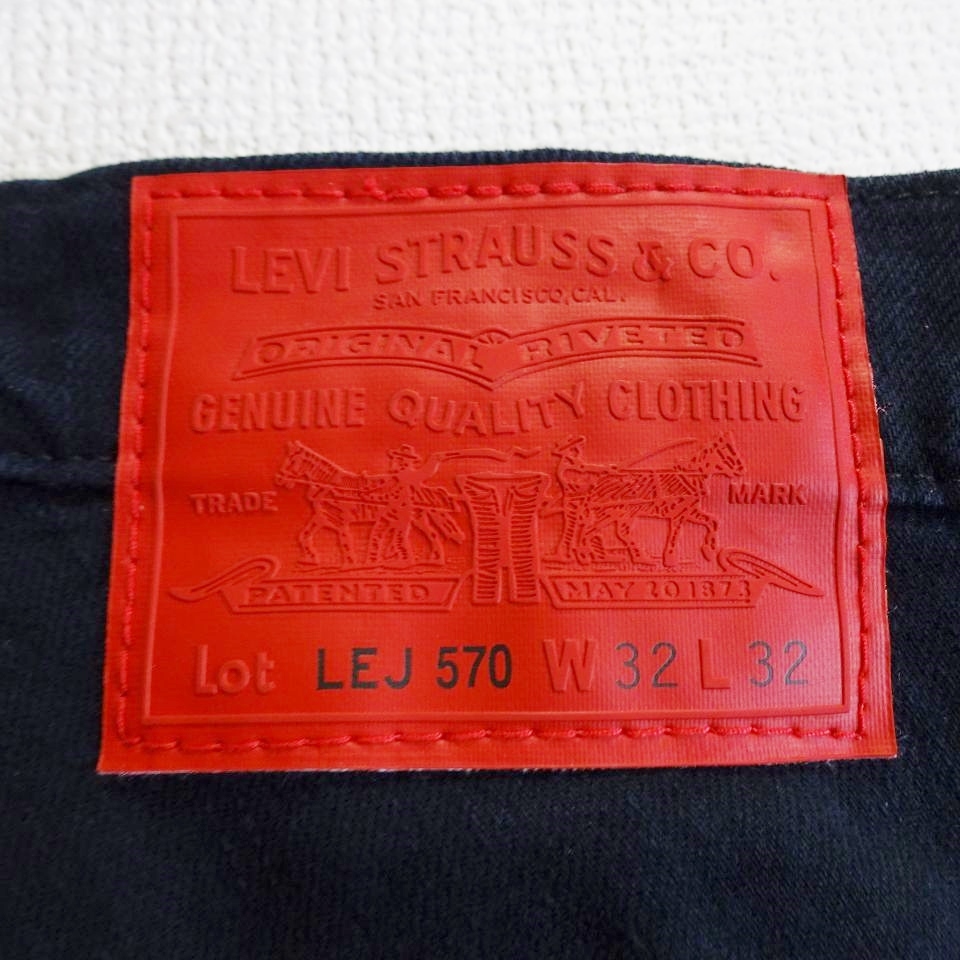 LEVI STRAUSS & CO.
SAN FRANCISCO, CAL.
ORIGINAL RIVETED
GENUINE QUALITY CLOTHING
TRADE MARK
PATENTED MAY 20 1873
Lot LEJ 570 W 32 L 32